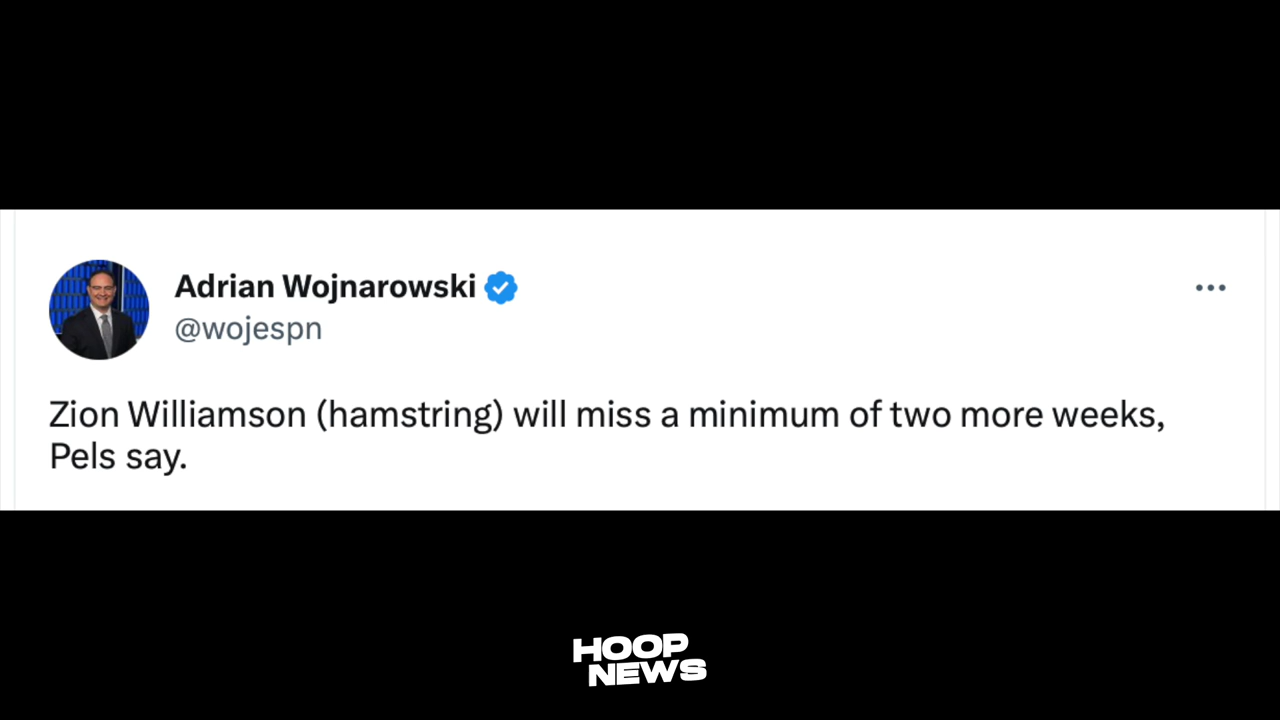 Adrian Wojnarowski
@wojespn
Zion Williamson (hamstring) will miss a minimum of two more weeks,
Pels say.
HOOP
NEWS